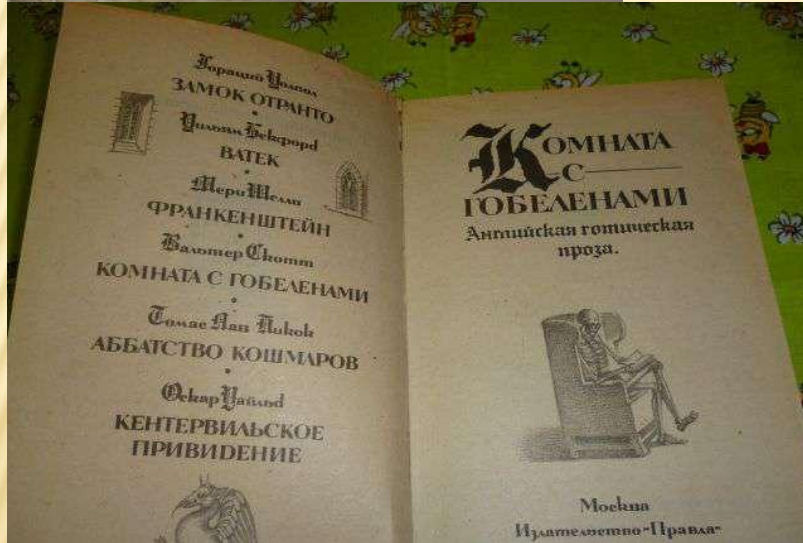 Гораций Уолпол
ЗАМОК ОТРАНТО
•
Уильям Бекфорд
ВАТЕК
•
Мери Шелли
ФРАНКЕНШТЕЙН
•
Вальтер Скотт
КОМНАТА С ГОБЕЛЕНАМИ
•
Томас Лав Пикок
АББАТСТВО КОШМАРОВ
•
Оскар Уайльд
КЕНТЕРВИЛЬСКОЕ
ПРИВИДЕНИЕ
КОМНАТА
С
ГОБЕЛЕНАМИ
Английская готическая
проза.
Москва
Издательство «Правда»